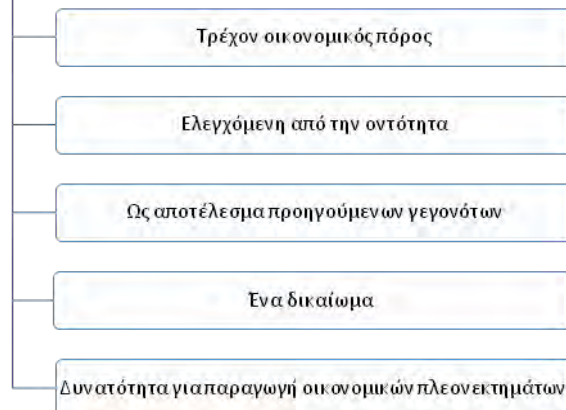 Τρέχον οικονομικός πόρος
Ελεγχόμενη από την οντότητα
Ως αποτέλεσμα προηγούμενων γεγονότων
Ένα δικαίωμα
Δυνατότητα για παραγωγή οικονομικών πλεονεκτημάτων